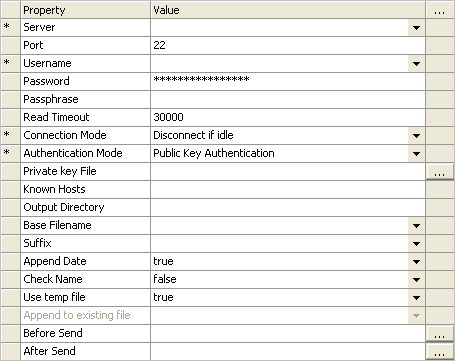 Property Value ...
* Server
Port 22
* Username
Password ****************
Passphrase
Read Timeout 30000
* Connection Mode Disconnect if idle
* Authentication Mode Public Key Authentication
Private key File ...
Known Hosts
Output Directory
Base Filename
Suffix
Append Date true
Check Name false
Use temp file true
Append to existing file
Before Send ...
After Send ...